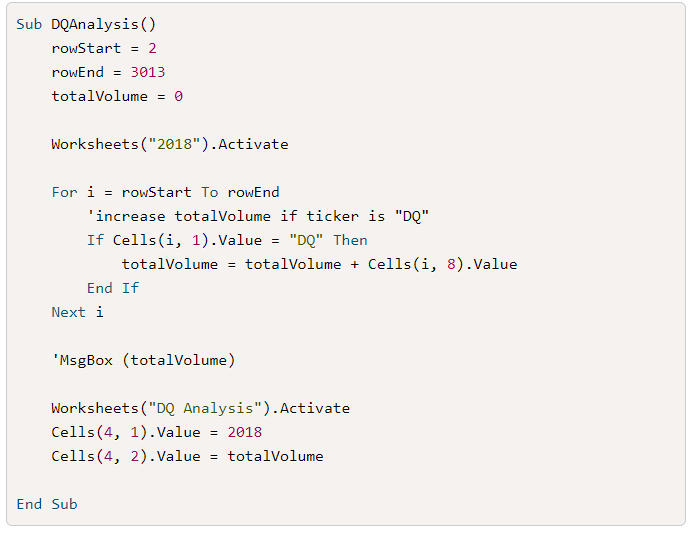 Sub DQAnalysis()
    rowStart = 2
    rowEnd = 3013
    totalVolume = 0

    Worksheets("2018").Activate

    For i = rowStart To rowEnd
        'increase totalVolume if ticker is "DQ"
        If Cells(i, 1).Value = "DQ" Then
            totalVolume = totalVolume + Cells(i, 8).Value
        End If
    Next i

    'MsgBox (totalVolume)

    Worksheets("DQ Analysis").Activate
    Cells(4, 1).Value = 2018
    Cells(4, 2).Value = totalVolume

End Sub